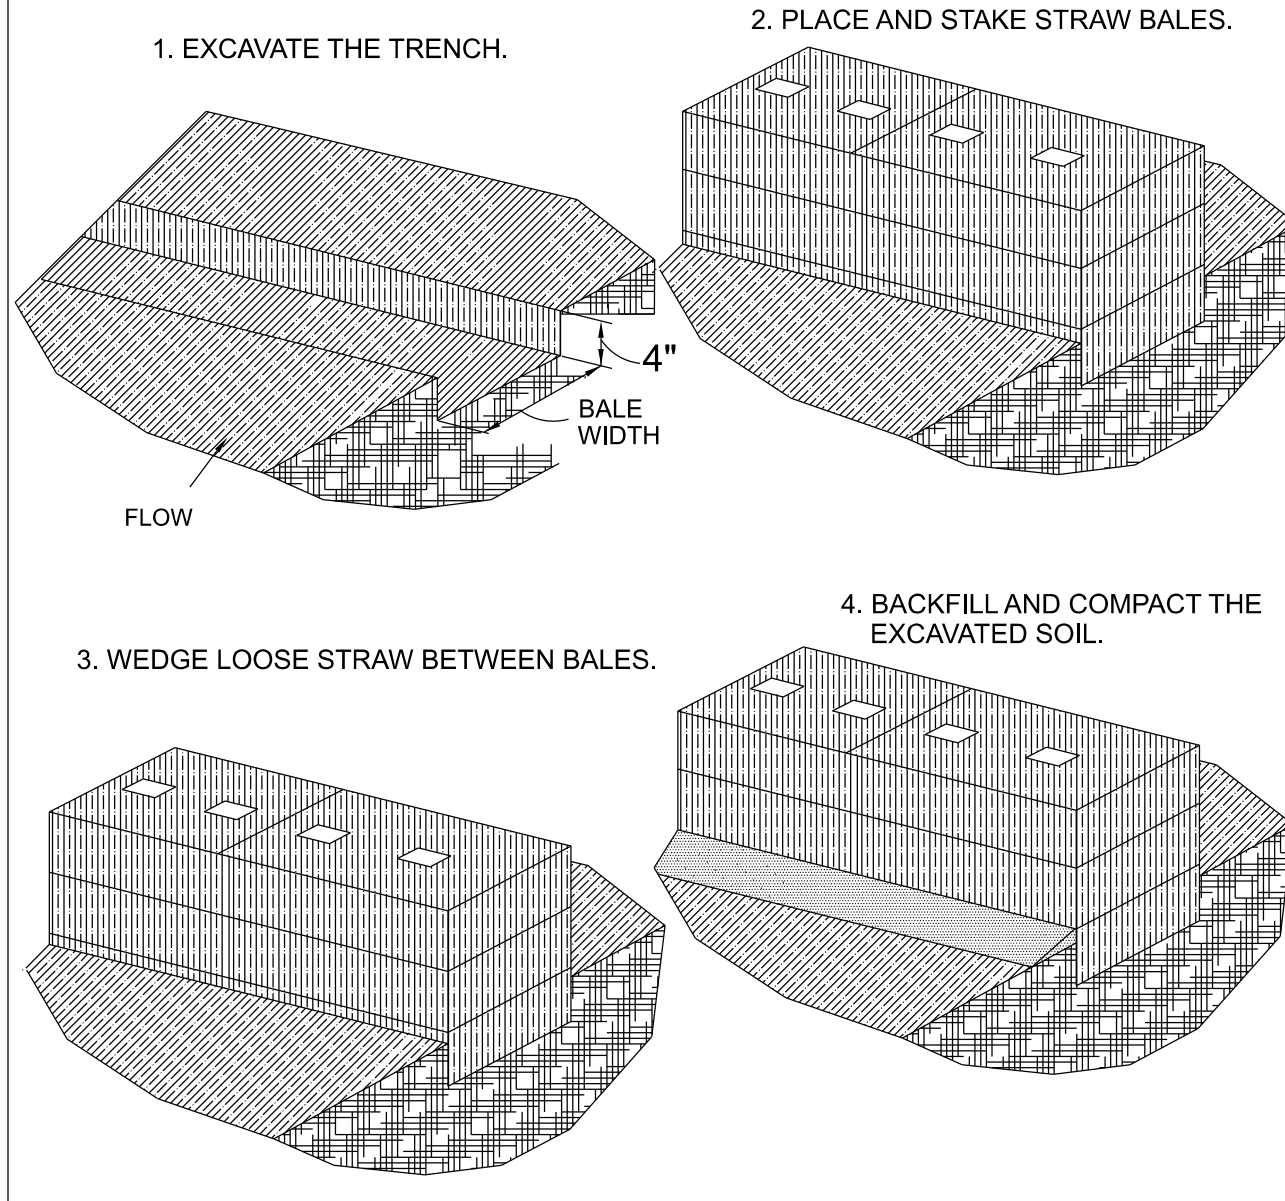 1. EXCAVATE THE TRENCH.
2. PLACE AND STAKE STRAW BALES.
4"
BALE
WIDTH
FLOW
3. WEDGE LOOSE STRAW BETWEEN BALES.
4. BACKFILL AND COMPACT THE
EXCAVATED SOIL.